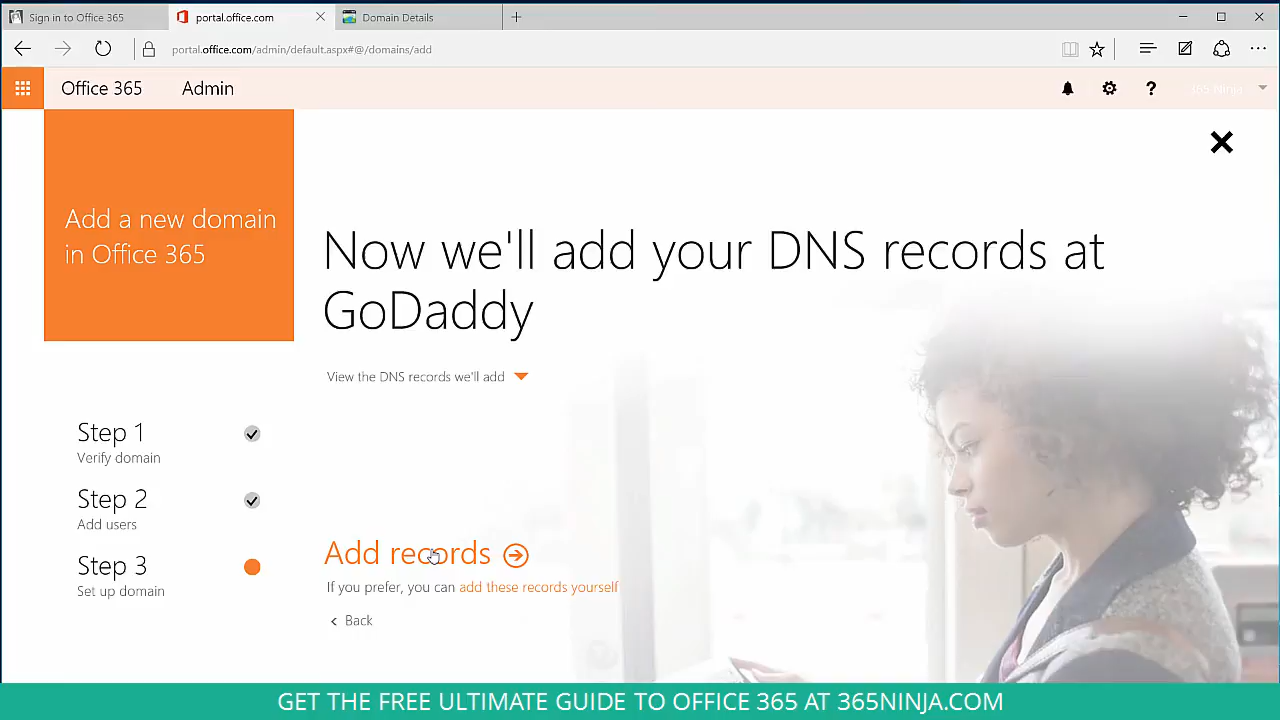 Sign in to Office 365
portal.office.com
Domain Details
portal.office.com/admin/default.aspx#@/domains/add
Office 365
Admin
365 Ninja
Add a new domain
in Office 365
Now we'll add your DNS records at
GoDaddy
View the DNS records we'll add
Step 1
Verify domain
Step 2
Add users
Step 3
Set up domain
Add records
If you prefer, you can add these records yourself
Back
GET THE FREE ULTIMATE GUIDE TO OFFICE 365 AT 365NINJA.COM